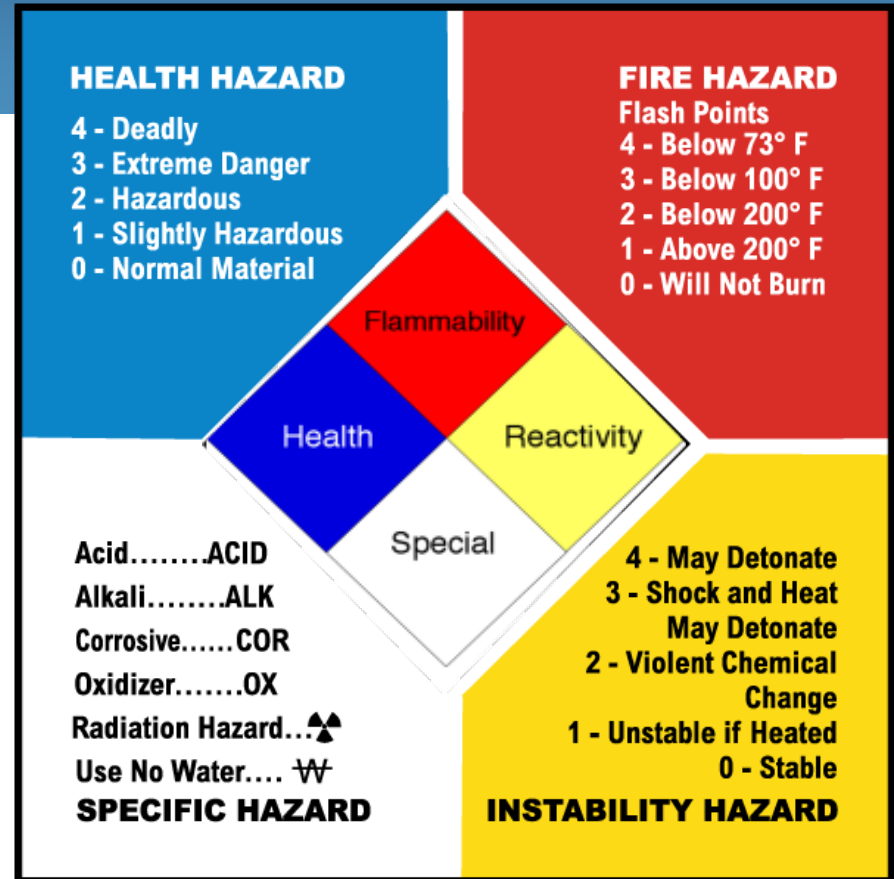 HEALTH HAZARD
4 - Deadly
3 - Extreme Danger
2 - Hazardous
1 - Slightly Hazardous
0 - Normal Material
FIRE HAZARD
Flash Points
4 - Below 73° F
3 - Below 100° F
2 - Below 200° F
1 - Above 200° F
0 - Will Not Burn
Flammability
Health
Reactivity
Special
Acid........ACID
Alkali........ALK
Corrosive......COR
Oxidizer.......OX
Radiation Hazard...☢
Use No Water.... W̶
SPECIFIC HAZARD
4 - May Detonate
3 - Shock and Heat
May Detonate
2 - Violent Chemical
Change
1 - Unstable if Heated
0 - Stable
INSTABILITY HAZARD